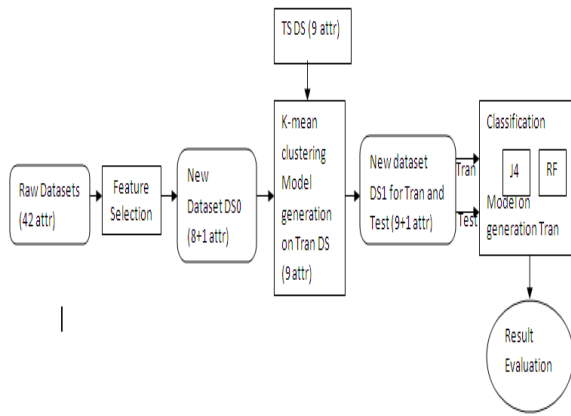 TS DS (9 attr)
Raw Datasets
(42 attr)
Feature
Selection
New
Dataset DS0
(8+1 attr)
K-mean
clustering
Model
generation
on Tran DS
(9 attr)
New dataset
DS1 for Tran and
Test (9+1 attr)
Tran
Test
Classification
J4
RF
Model on
generation Tran
Result
Evaluation